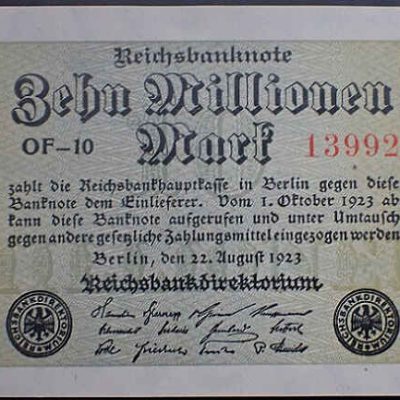 Reichsbanknote
Zehn Millionen
Mark
OF-10
13992
zahlt die Reichsbankhauptkasse in Berlin gegen diese
Banknote dem Einlieferer. Vom 1. Oktober 1923 ab
kann diese Banknote aufgerufen und unter Umtausch
gegen andere gesetzliche Zahlungsmittel eingezogen werden
Berlin, den 22. August 1923
Reichsbankdirektorium
REICHSBANKDIREKTORIUM
REICHSBANKDIREKTORIUM